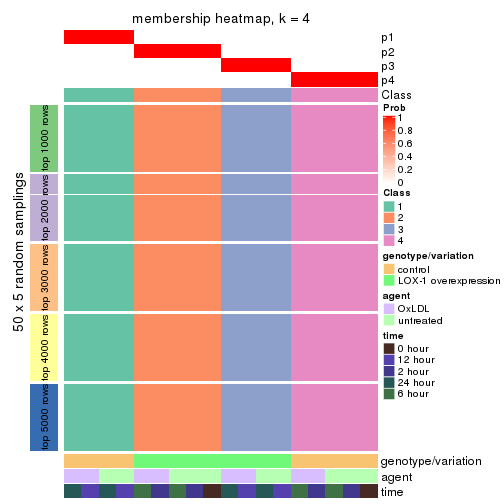 membership heatmap, k = 4
p1
p2
p3
p4
Class
50 x 5 random samplings
top 1000 rows
top 2000 rows
top 3000 rows
top 4000 rows
top 5000 rows
Prob
1
0.8
0.6
0.4
0.2
0
Class
1
2
3
4
genotype/variation
control
LOX-1 overexpression
agent
OxLDL
untreated
time
0 hour
12 hour
2 hour
24 hour
6 hour
genotype/variation
agent
time